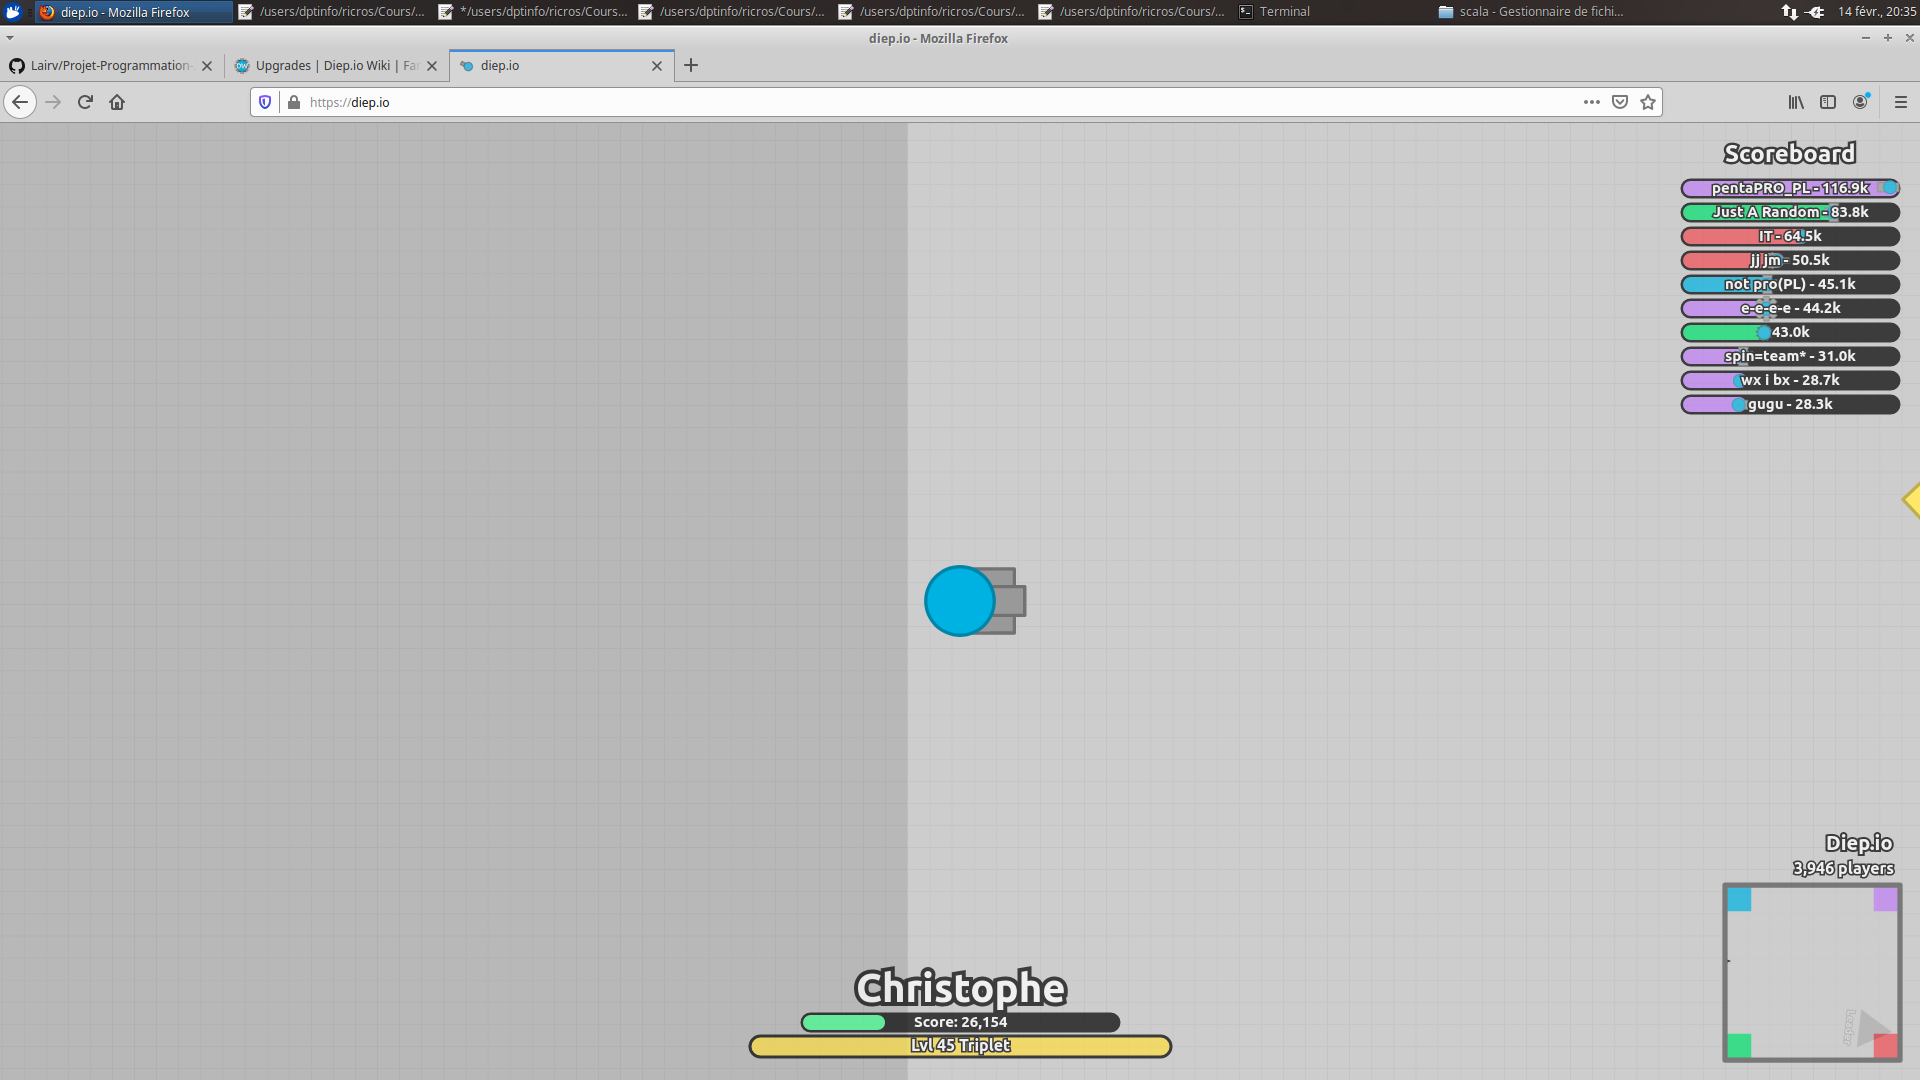 diep.io - Mozilla Firefox
/users/dptinfo/ricros/Cours/...
*/users/dptinfo/ricros/Cours...
/users/dptinfo/ricros/Cours/...
/users/dptinfo/ricros/Cours/...
/users/dptinfo/ricros/Cours/...
Terminal
scala - Gestionnaire de fichi...
14 févr., 20:35
diep.io - Mozilla Firefox
Lairv/Projet-Programmation-
Upgrades | Diep.io Wiki | Fa
diep.io
https://diep.io
Scoreboard
pentaPRO_PL - 116.9k
Just A Random - 83.8k
IT - 64.5k
jj jm - 50.5k
not pro(PL) - 45.1k
e-e-e-e - 44.2k
43.0k
spin=team* - 31.0k
wx i bx - 28.7k
gugu - 28.3k
Diep.io
3,946 players
Leader
Christophe
Score: 26,154
Lvl 45 Triplet